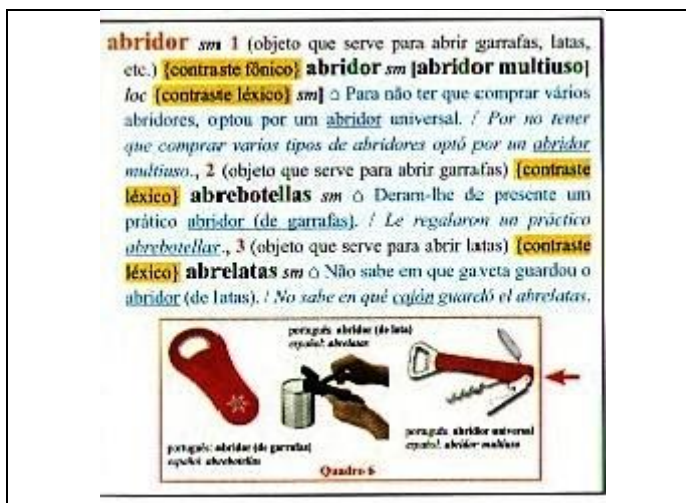 abridor sm 1 (objeto que serve para abrir garrafas, latas,
etc.) {contraste fônico} abridor sm [abridor multiuso]
loc {contraste léxico} sm] ⌂ Para não ter que comprar vários
abridores, optou por um abridor universal. / Por no tener
que comprar varios tipos de abridores optó por un abridor
multiuso., 2 (objeto que serve para abrir garrafas) {contraste
léxico} abrebotellas sm ⌂ Deram-lhe de presente um
prático abridor (de garrafas). / Le regalaron un práctico
abrebotellas., 3 (objeto que serve para abrir latas) {contraste
léxico} abrelatas sm ⌂ Não sabe em que gaveta guardou o
abridor (de latas). / No sabe en qué cajón guardó el abrelatas.
português: abridor (de lata)
español: abrelatas
português: abridor (de garrafas)
español: abrebotellas
português: abridor universal
español: abridor multiuso
Quadro 6